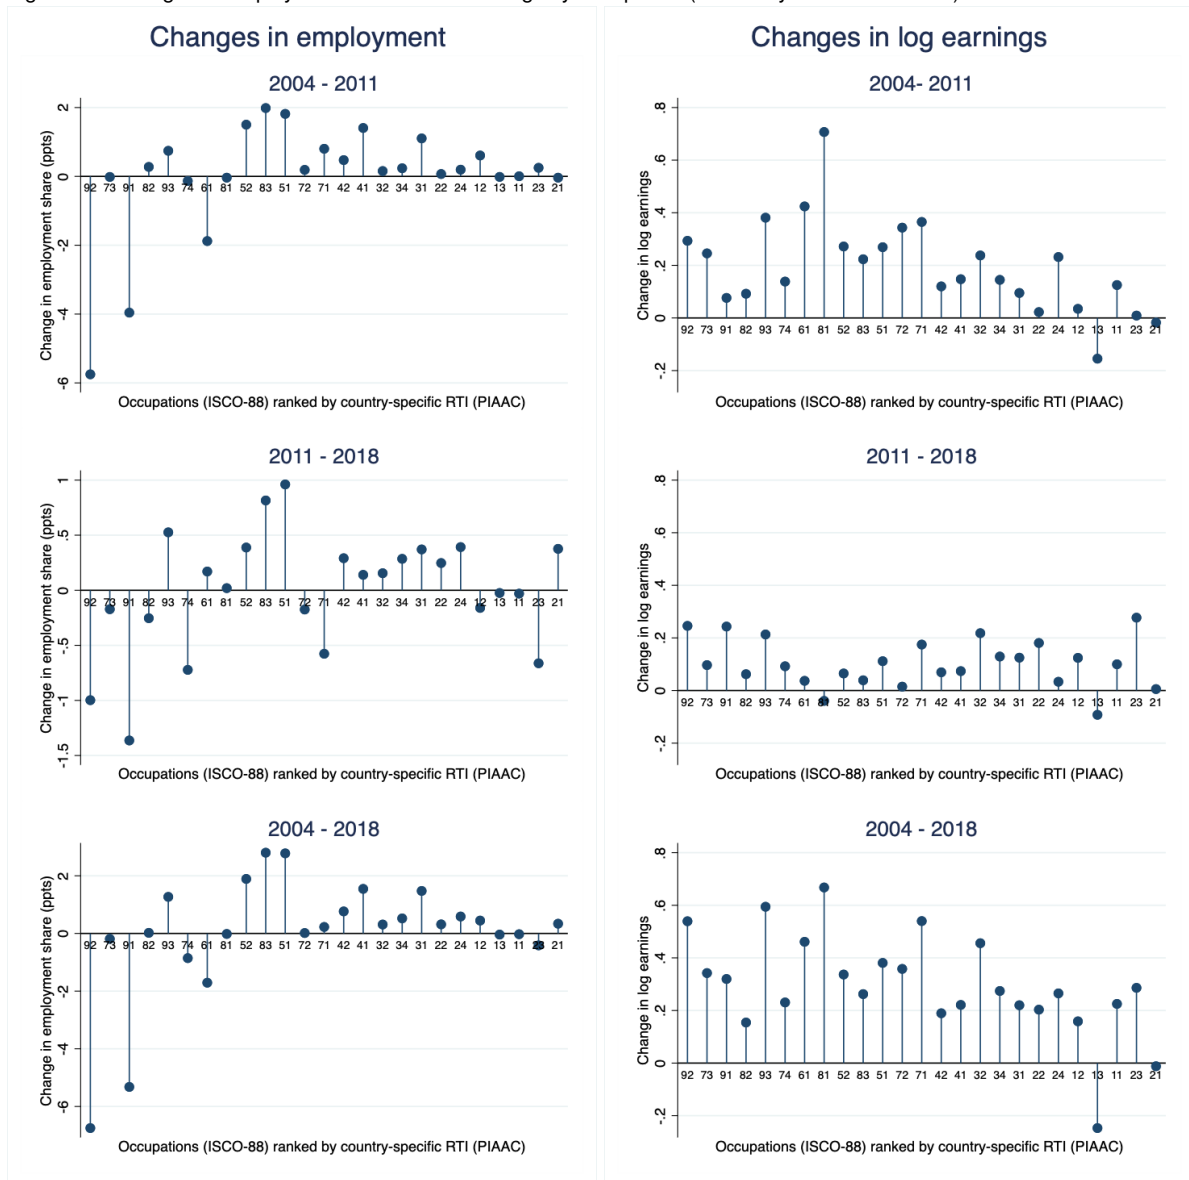 Changes in employment
2004 - 2011
Change in employment share (ppts)
2
0
-2
-4
-6
92 73 91 82 93 74 61 81 52 83 51 72 71 42 41 32 34 31 22 24 12 13 11 23 21
Occupations (ISCO-88) ranked by country-specific RTI (PIAAC)
2011 - 2018
Change in employment share (ppts)
1
.5
0
-.5
-1
-1.5
92 73 91 82 93 74 61 81 52 83 51 72 71 42 41 32 34 31 22 24 12 13 11 23 21
Occupations (ISCO-88) ranked by country-specific RTI (PIAAC)
2004 - 2018
Change in employment share (ppts)
2
0
-2
-4
-6
92 73 91 82 93 74 61 81 52 83 51 72 71 42 41 32 34 31 22 24 12 13 11 23 21
Occupations (ISCO-88) ranked by country-specific RTI (PIAAC)
Changes in log earnings
2004- 2011
Change in log earnings
.8
.6
.4
.2
0
-.2
92 73 91 82 93 74 61 81 52 83 51 72 71 42 41 32 34 31 22 24 12 13 11 23 21
Occupations (ISCO-88) ranked by country-specific RTI (PIAAC)
2011 - 2018
Change in log earnings
.8
.6
.4
.2
0
-.2
92 73 91 82 93 74 61 81 52 83 51 72 71 42 41 32 34 31 22 24 12 13 11 23 21
Occupations (ISCO-88) ranked by country-specific RTI (PIAAC)
2004 - 2018
Change in log earnings
.8
.6
.4
.2
0
-.2
92 73 91 82 93 74 61 81 52 83 51 72 71 42 41 32 34 31 22 24 12 13 11 23 21
Occupations (ISCO-88) ranked by country-specific RTI (PIAAC)